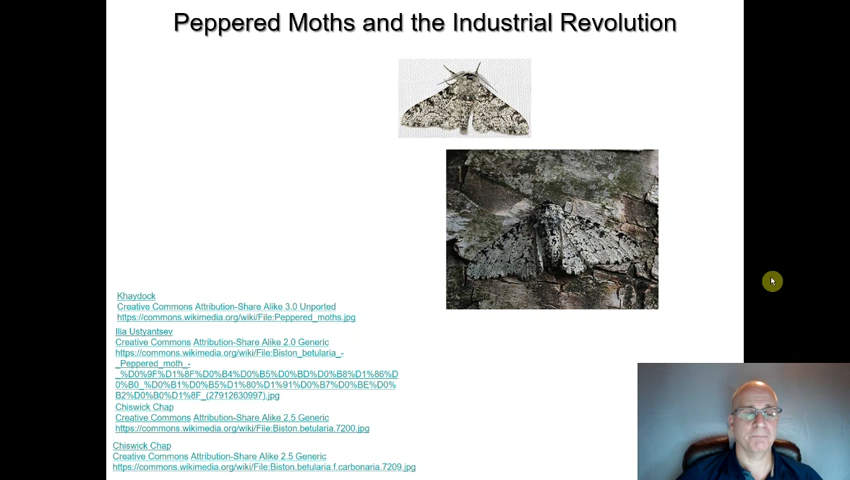 Peppered Moths and the Industrial Revolution
Khaydock
Creative Commons Attribution-Share Alike 3.0 Unported
https://commons.wikimedia.org/wiki/File:Peppered_moths.jpg
Ilia Ustyantsev
Creative Commons Attribution-Share Alike 2.0 Generic
https://commons.wikimedia.org/wiki/File:Biston_betularia_-
_Peppered_moth_-
_%D0%9F%D1%8F%D0%B4%D0%B5%D0%BD%D0%B8%D1%86%D
0%B0_%D0%B1%D0%B5%D1%80%D1%91%D0%B7%D0%BE%D0%
B2%D0%B0%D1%8F_(27912630997).jpg
Chiswick Chap
Creative Commons Attribution-Share Alike 2.5 Generic
https://commons.wikimedia.org/wiki/File:Biston.betularia.7200.jpg
Chiswick Chap
Creative Commons Attribution-Share Alike 2.5 Generic
https://commons.wikimedia.org/wiki/File:Biston.betularia.f.carbonaria.7209.jpg